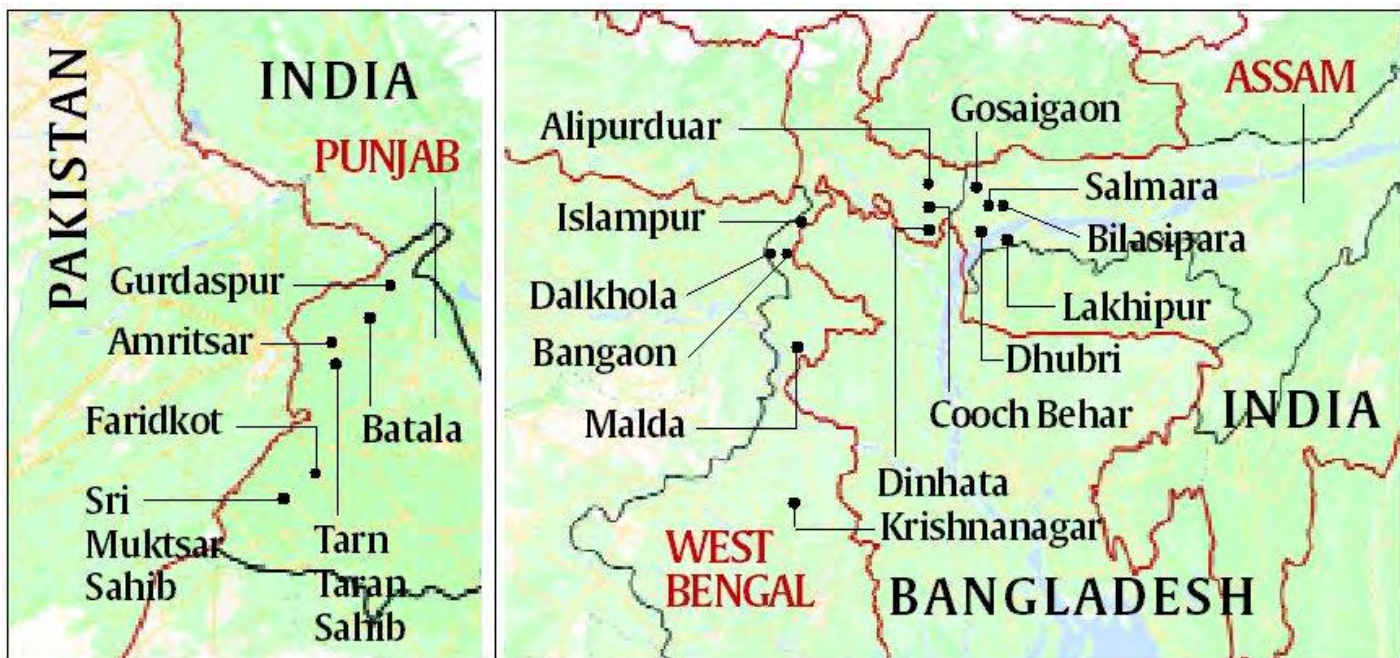 PAKISTAN
INDIA
PUNJAB
Gurdaspur
Amritsar
Faridkot
Batala
Sri
Muktsar
Sahib
Tarn
Taran
Sahib
ASSAM
Gosaigaon
Alipurduar
Salmara
Islampur
Bilasipara
Dalkhola
Lakhipur
Bangaon
Dhubri
Malda
Cooch Behar
INDIA
Dinhata
Krishnanagar
WEST
BENGAL
BANGLADESH